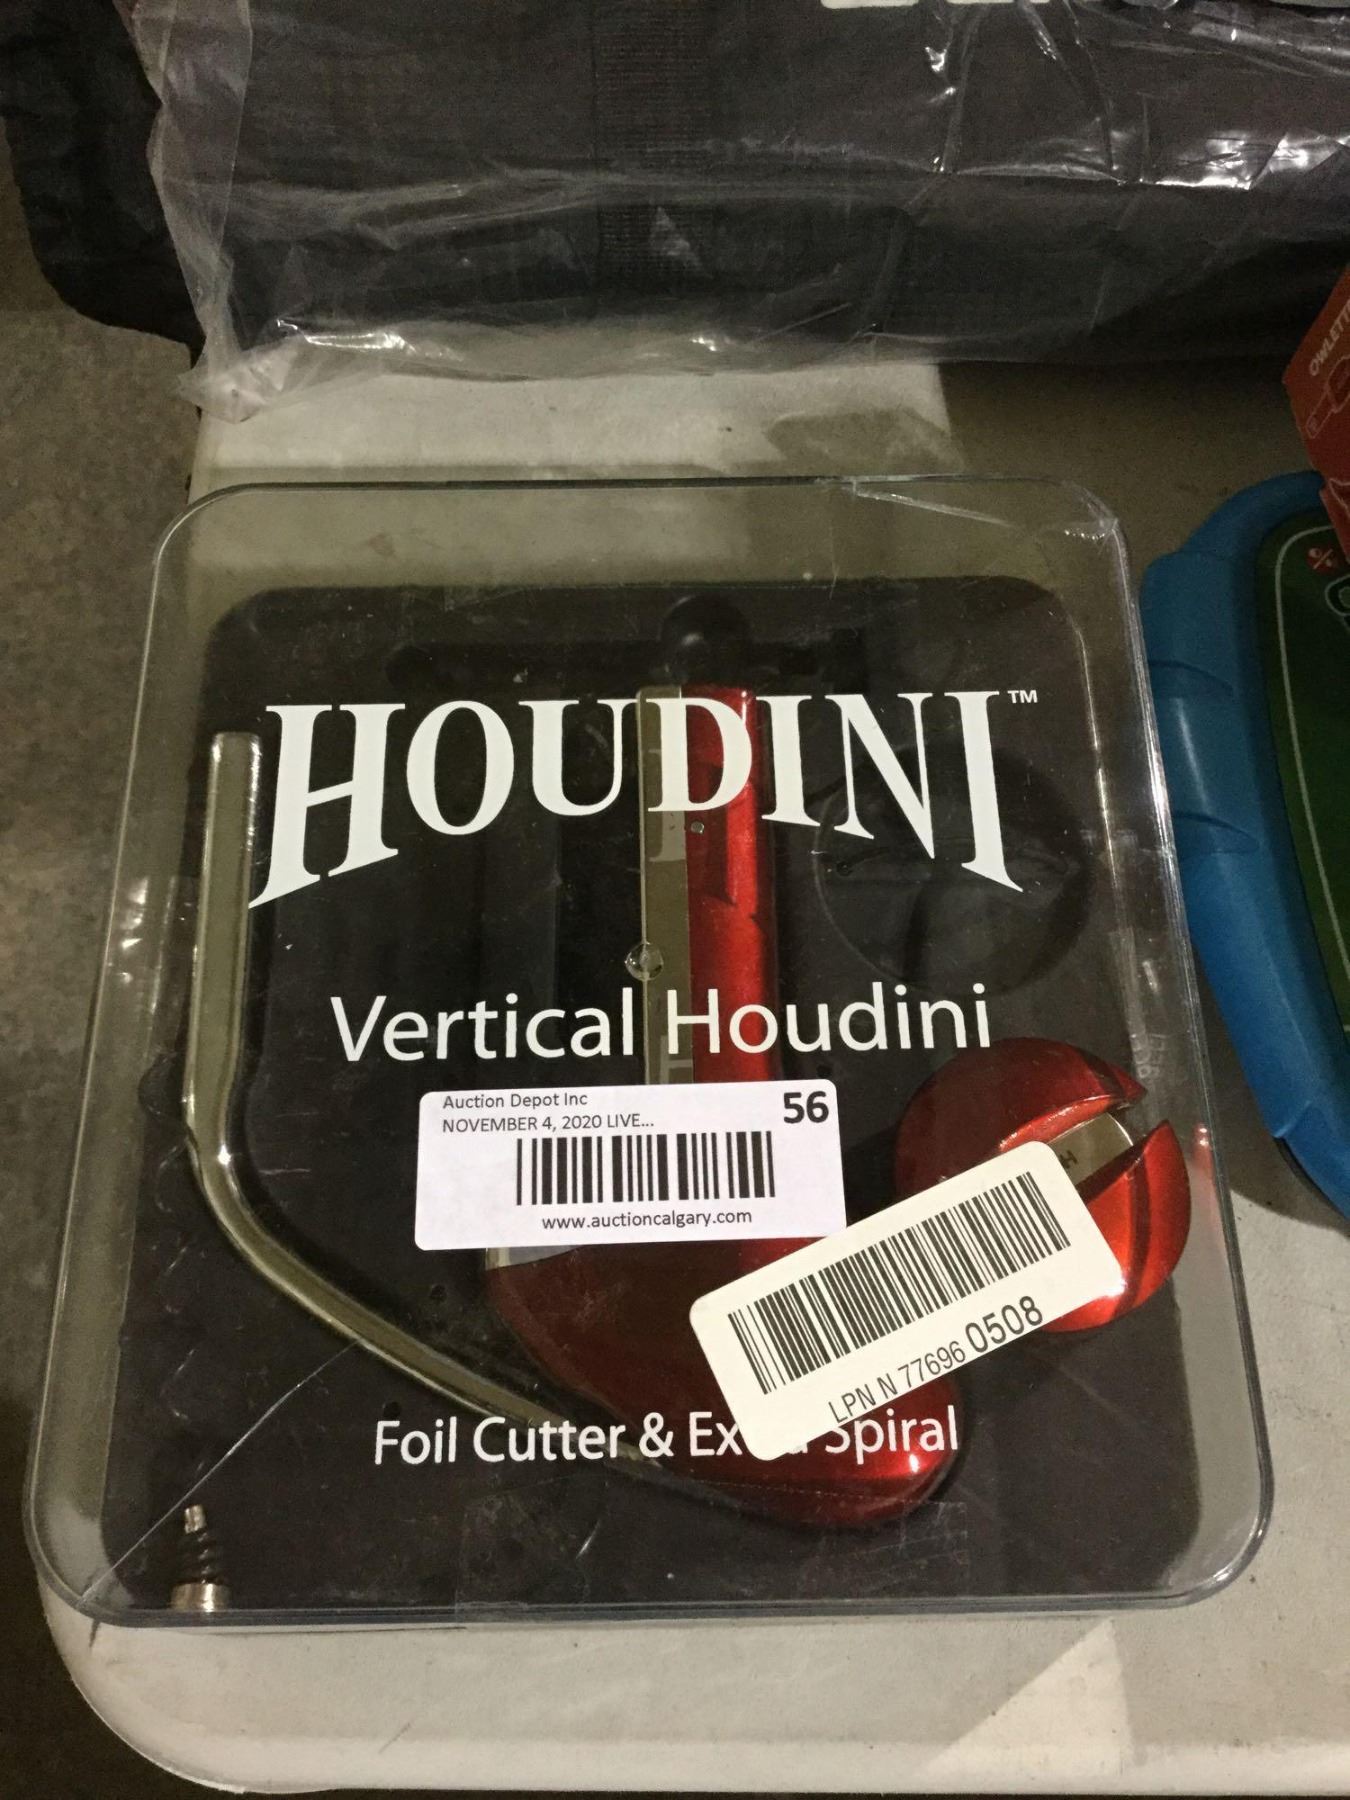 OWLETT
%
HOUDINI™
Vertical Houdini
Auction Depot Inc
56
NOVEMBER 4, 2020 LIVE...
www.auctioncalgary.com
H
LPN N 77696 0508
Foil Cutter & Ex Spiral